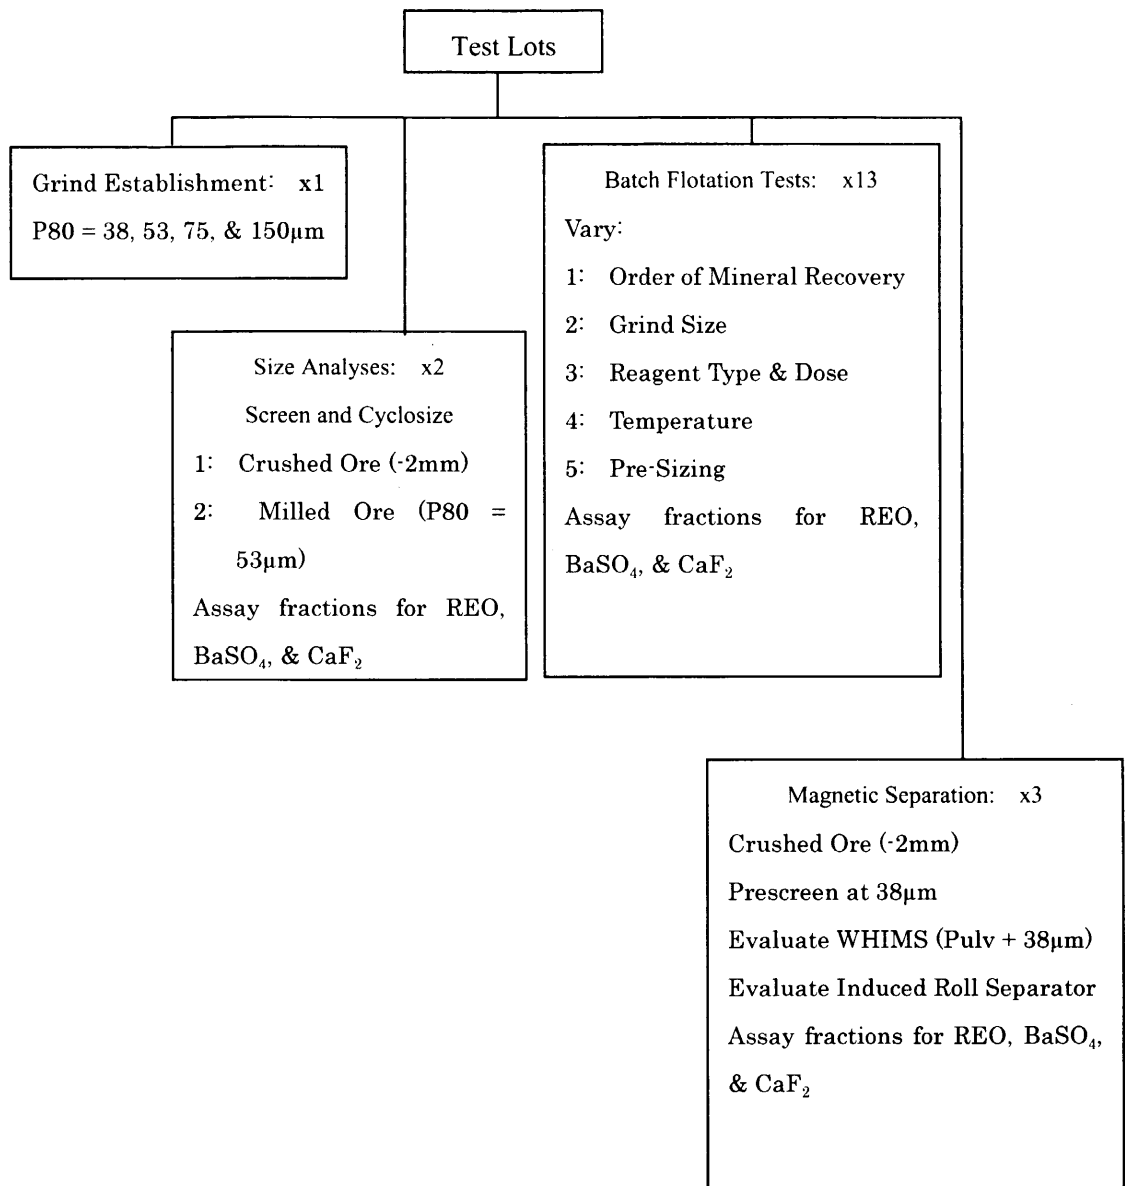 Test Lots
Grind Establishment: x1
P80 = 38, 53, 75, & 150µm
Size Analyses: x2
Screen and Cyclosize
1: Crushed Ore (-2mm)
2: Milled Ore (P80 =
53µm)
Assay fractions for REO,
BaSO₄, & CaF₂
Batch Flotation Tests: x13
Vary:
1: Order of Mineral Recovery
2: Grind Size
3: Reagent Type & Dose
4: Temperature
5: Pre-Sizing
Assay fractions for REO,
BaSO₄, & CaF₂
Magnetic Separation: x3
Crushed Ore (-2mm)
Prescreen at 38µm
Evaluate WHIMS (Pulv + 38µm)
Evaluate Induced Roll Separator
Assay fractions for REO, BaSO₄,
& CaF₂